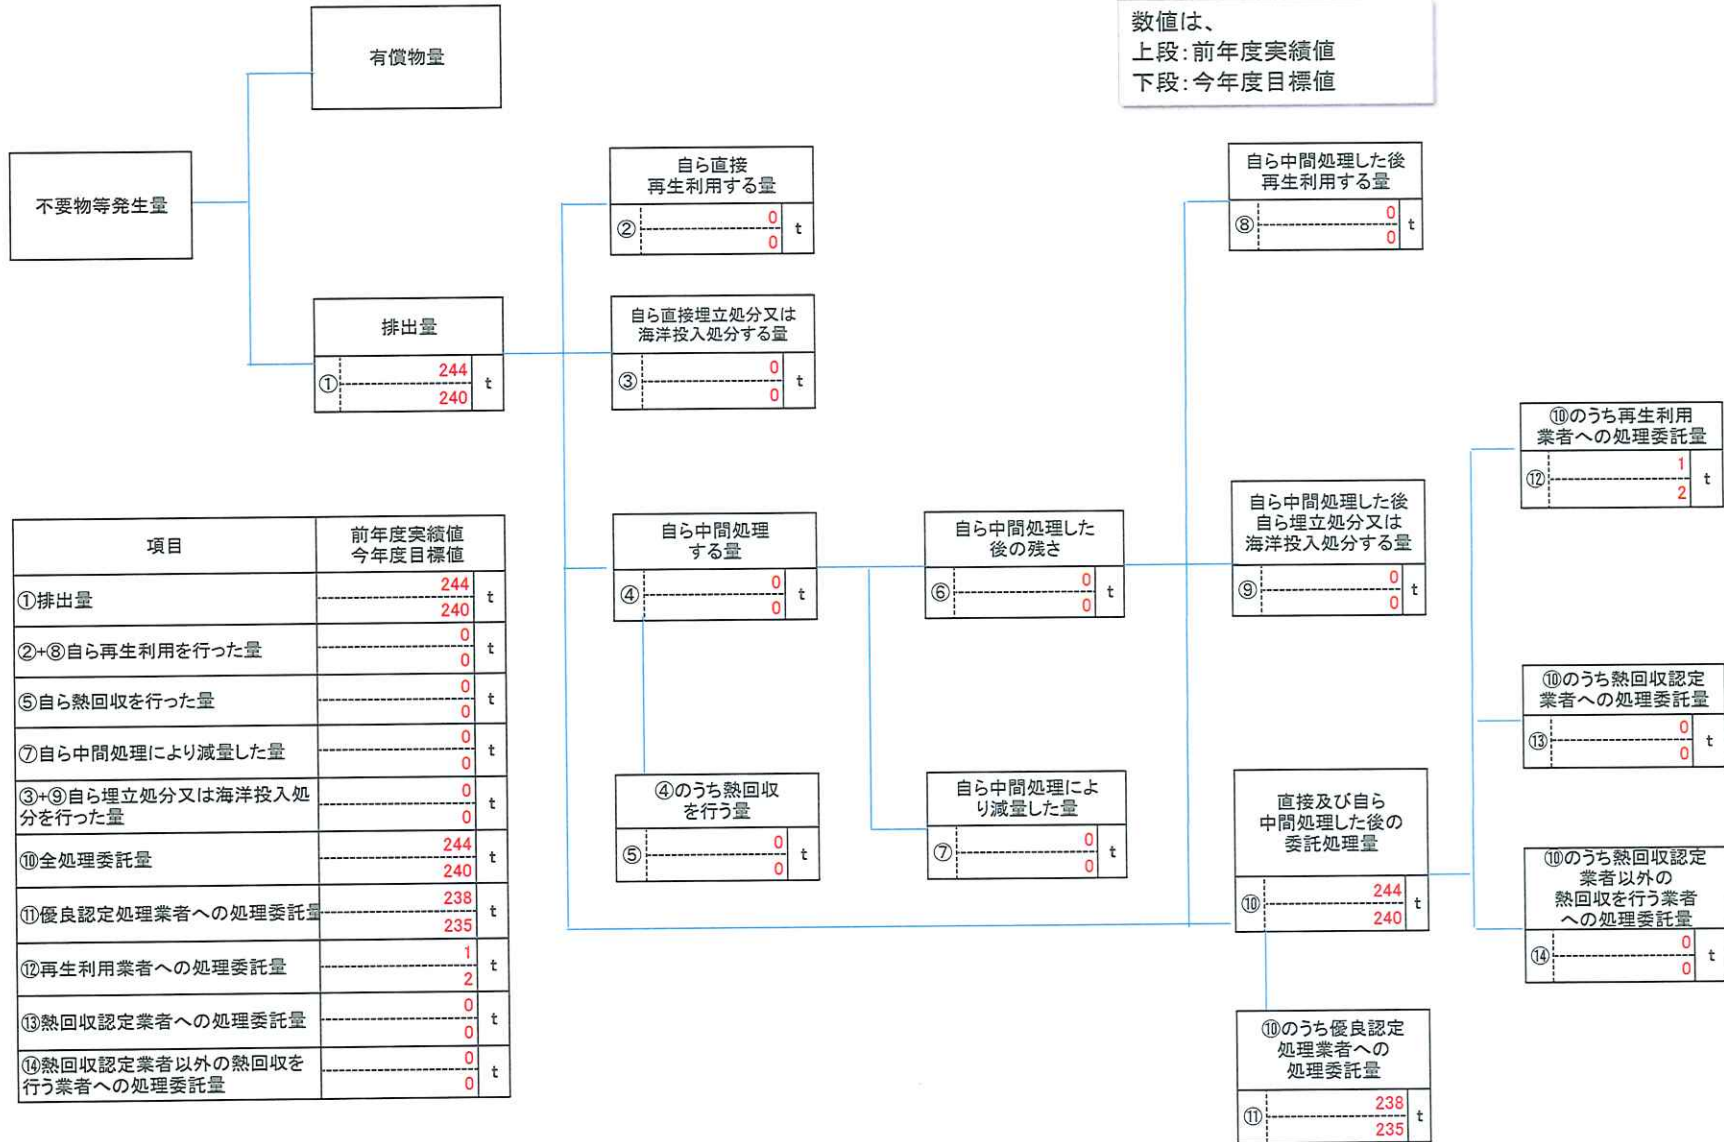 数値は、
上段:前年度実績値
下段:今年度目標値
有償物量
不要物等発生量
排出量
① 244 t
240
自ら直接
再生利用する量
② 0 t
0
自ら直接埋立処分又は
海洋投入処分する量
③ 0 t
0
自ら中間処理した後
再生利用する量
⑧ 0 t
0
自ら中間処理
する量
④ 0 t
0
自ら中間処理した
後の残さ
⑥ 0 t
0
自ら中間処理した後
自ら埋立処分又は
海洋投入処分する量
⑨ 0 t
0
⑩のうち再生利用
業者への処理委託量
⑫ 1 t
2
⑩のうち熱回収認定
業者への処理委託量
⑬ 0 t
0
④のうち熱回収
を行う量
⑤ 0 t
0
自ら中間処理によ
り減量した量
⑦ 0 t
0
直接及び自ら
中間処理した後の
委託処理量
⑩ 244 t
240
⑩のうち熱回収認定
業者以外の
熱回収を行う業者
への処理委託量
⑭ 0 t
0
⑩のうち優良認定
処理業者への
処理委託量
⑪ 238 t
235
項目 前年度実績値
今年度目標値
①排出量 244 t
240
②+⑧自ら再生利用を行った量 0 t
0
⑤自ら熱回収を行った量 0 t
0
⑦自ら中間処理により減量した量 0 t
0
③+⑨自ら埋立処分又は海洋投入処 0 t
分を行った量 0
⑩全処理委託量 244 t
240
⑪優良認定処理業者への処理委託量 238 t
235
⑫再生利用業者への処理委託量 1 t
2
⑬熱回収認定業者への処理委託量 0 t
0
⑭熱回収認定業者以外の熱回収を 0 t
行う業者への処理委託量 0